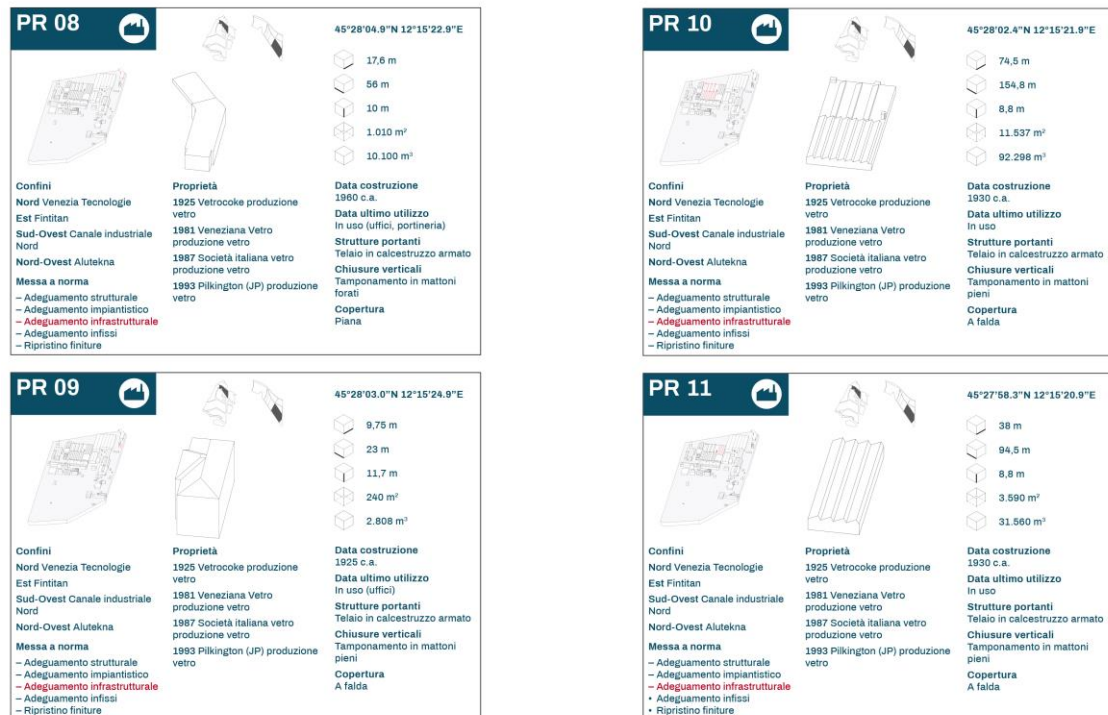 PR 08
45°28'04.9"N 12°15'22.9"E
17,6 m
56 m
10 m
1.010 m²
10.100 m³
Confini
Nord Venezia Tecnologie
Est Fintitan
Sud-Ovest Canale industriale
Nord
Nord-Ovest Alutekna
Messa a norma
– Adeguamento strutturale
– Adeguamento impiantistico
– Adeguamento infrastrutturale
– Adeguamento infissi
– Ripristino finiture
Proprietà
1925 Vetrocoke produzione
vetro
1981 Veneziana Vetro
produzione vetro
1987 Società italiana vetro
produzione vetro
1993 Pilkington (JP) produzione
vetro
Data costruzione
1960 c.a.
Data ultimo utilizzo
In uso (uffici, portineria)
Strutture portanti
Telaio in calcestruzzo armato
Chiusure verticali
Tamponamento in mattoni
forati
Copertura
Piana
PR 10
45°28'02.4"N 12°15'21.9"E
74,5 m
154,8 m
8,8 m
11.537 m²
92.298 m³
Confini
Nord Venezia Tecnologie
Est Fintitan
Sud-Ovest Canale industriale
Nord
Nord-Ovest Alutekna
Messa a norma
– Adeguamento strutturale
– Adeguamento impiantistico
– Adeguamento infrastrutturale
– Adeguamento infissi
– Ripristino finiture
Proprietà
1925 Vetrocoke produzione
vetro
1981 Veneziana Vetro
produzione vetro
1987 Società italiana vetro
produzione vetro
1993 Pilkington (JP) produzione
vetro
Data costruzione
1930 c.a.
Data ultimo utilizzo
In uso
Strutture portanti
Telaio in calcestruzzo armato
Chiusure verticali
Tamponamento in mattoni
pieni
Copertura
A falda
PR 09
45°28'03.0"N 12°15'24.9"E
9,75 m
23 m
11,7 m
240 m²
2.808 m³
Confini
Nord Venezia Tecnologie
Est Fintitan
Sud-Ovest Canale industriale
Nord
Nord-Ovest Alutekna
Messa a norma
– Adeguamento strutturale
– Adeguamento impiantistico
– Adeguamento infrastrutturale
– Adeguamento infissi
– Ripristino finiture
Proprietà
1925 Vetrocoke produzione
vetro
1981 Veneziana Vetro
produzione vetro
1987 Società italiana vetro
produzione vetro
1993 Pilkington (JP) produzione
vetro
Data costruzione
1925 c.a.
Data ultimo utilizzo
In uso (uffici)
Strutture portanti
Telaio in calcestruzzo armato
Chiusure verticali
Tamponamento in mattoni
pieni
Copertura
A falda
PR 11
45°27'58.3"N 12°15'20.9"E
38 m
94,5 m
8,8 m
3.590 m²
31.560 m³
Confini
Nord Venezia Tecnologie
Est Fintitan
Sud-Ovest Canale industriale
Nord
Nord-Ovest Alutekna
Messa a norma
– Adeguamento strutturale
– Adeguamento impiantistico
– Adeguamento infrastrutturale
• Adeguamento infissi
• Ripristino finiture
Proprietà
1925 Vetrocoke produzione
vetro
1981 Veneziana Vetro
produzione vetro
1987 Società italiana vetro
produzione vetro
1993 Pilkington (JP) produzione
vetro
Data costruzione
1930 c.a.
Data ultimo utilizzo
In uso
Strutture portanti
Telaio in calcestruzzo armato
Chiusure verticali
Tamponamento in mattoni
pieni
Copertura
A falda